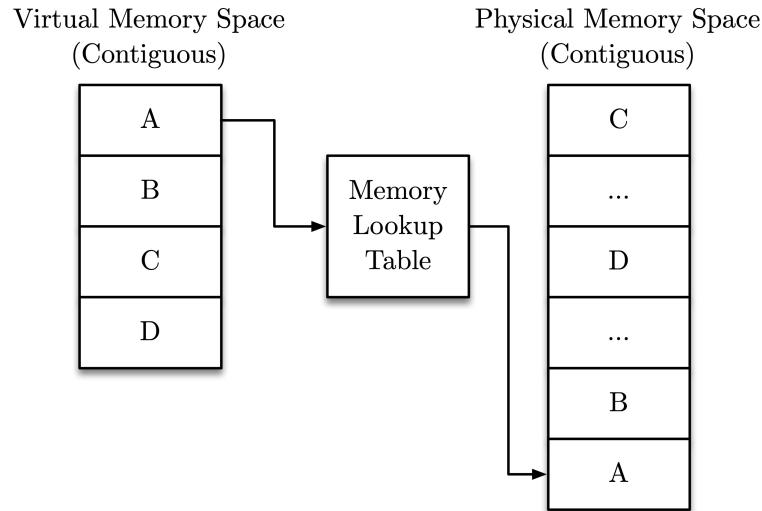 Virtual Memory Space
(Contiguous)
A
B
C
D
Memory
Lookup
Table
Physical Memory Space
(Contiguous)
C
...
D
...
B
A